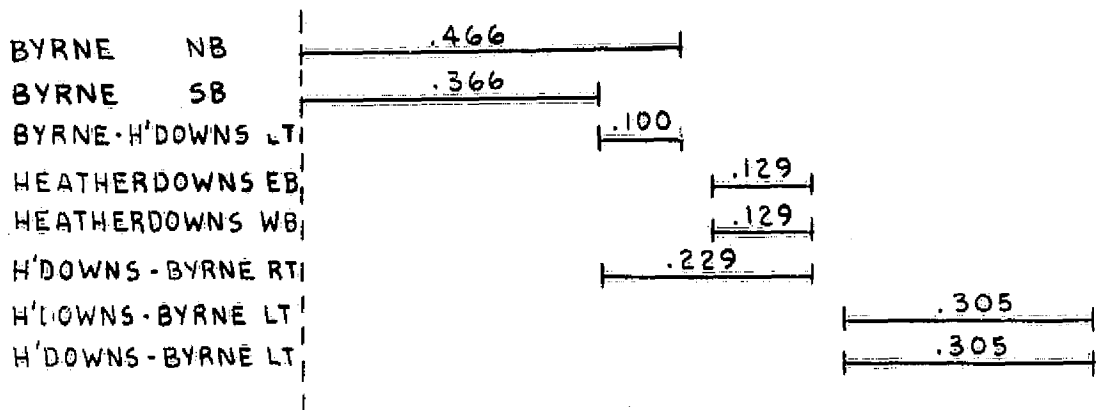 BYRNE NB .466
BYRNE SB .366
BYRNE-H'DOWNS LT .100
HEATHERDOWNS EB .129
HEATHERDOWNS WB .129
H'DOWNS-BYRNE RT .229
H'DOWNS-BYRNE LT .305
H'DOWNS-BYRNE LT .305